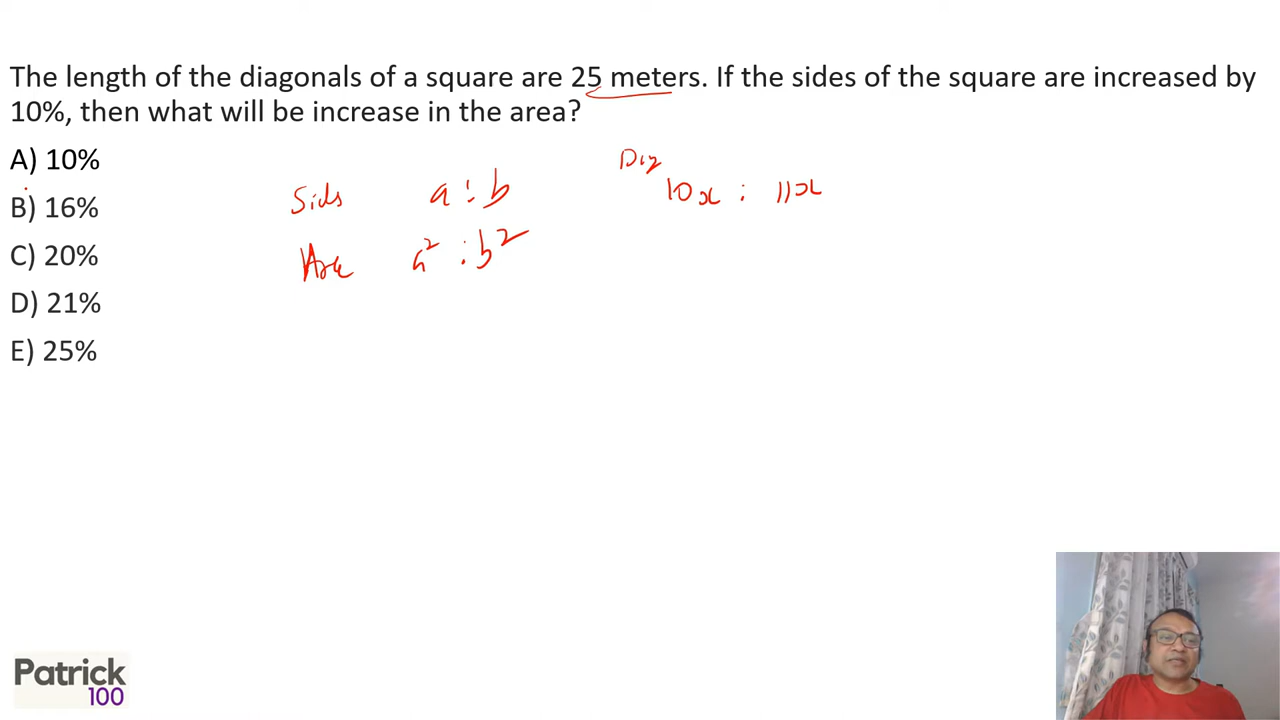 The length of the diagonals of a square are 25 meters. If the sides of the square are increased by
10%, then what will be increase in the area?
A) 10%
B) 16%
C) 20%
D) 21%
E) 25%
Sids a : b
Area a² : b²
Dig
10x : 11x
Patrick
100